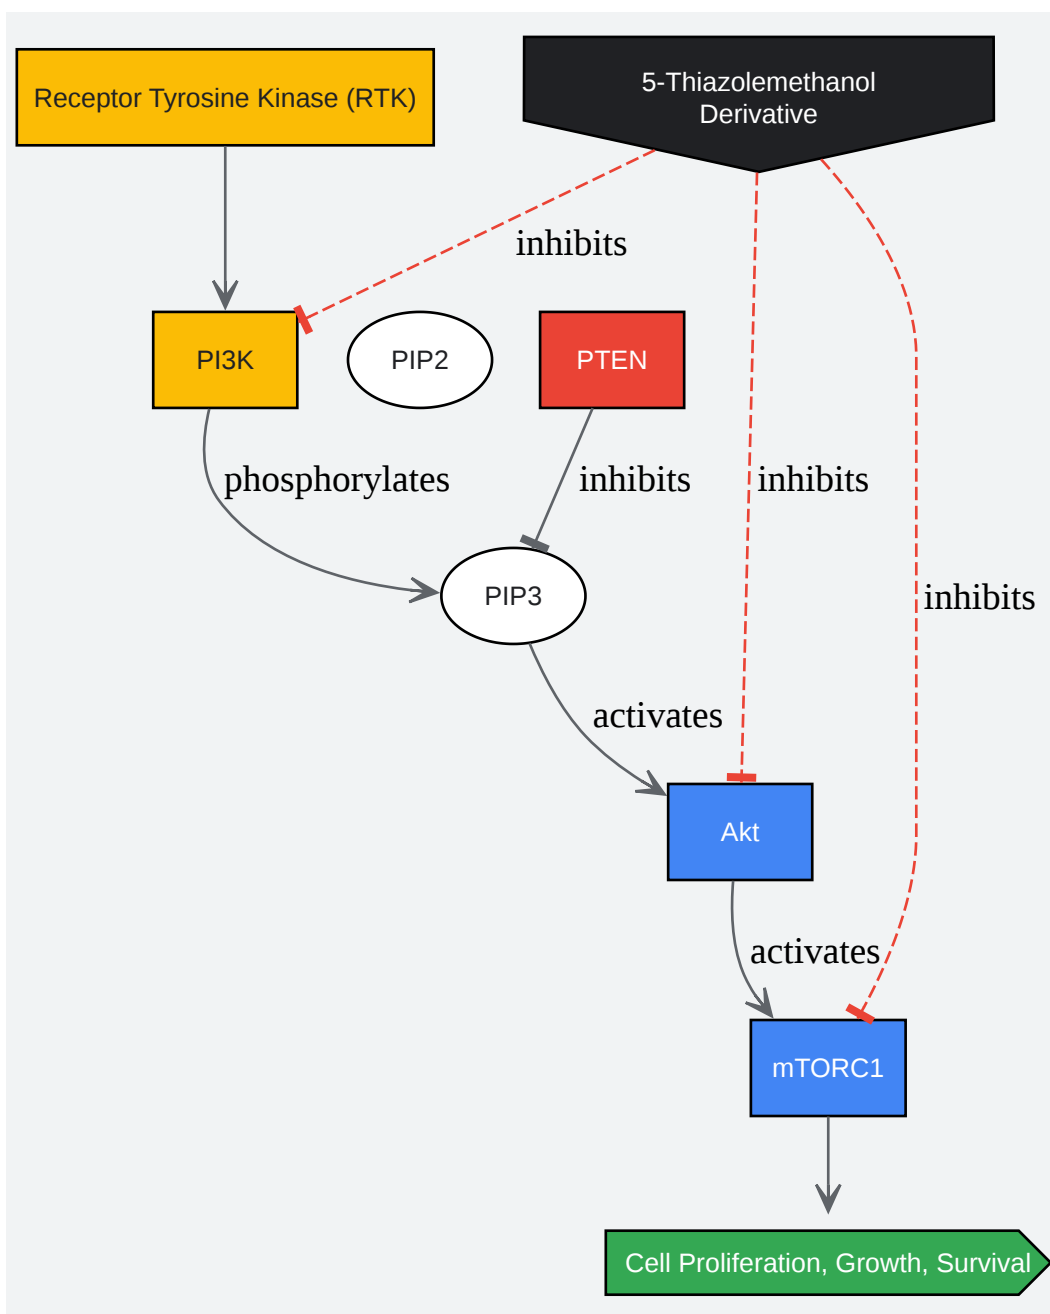 Receptor Tyrosine Kinase (RTK)
5-Thiazolemethanol
Derivative
inhibits
PI3K
PIP2
PTEN
phosphorylates
inhibits
inhibits
PIP3
inhibits
activates
Akt
activates
mTORC1
Cell Proliferation, Growth, Survival